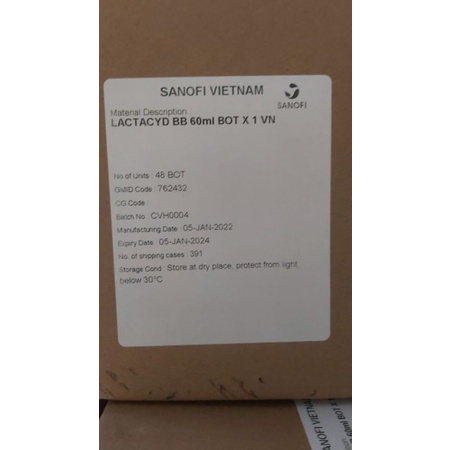 SANOFI VIETNAM
SANOFI
Material Description
LACTACYD BB 60ml BOT X 1 VN
No of Units : 48 BOT
GMID Code : 762432
CG Code :
Batch No : CVH0004
Manufacturing Date : 05-JAN-2022
Expiry Date : 05-JAN-2024
No. of shipping cases : 391
Storage Cond : Store at dry place, protect from light,
below 30°C
SANOFI VIETNAM
60ml BOT X